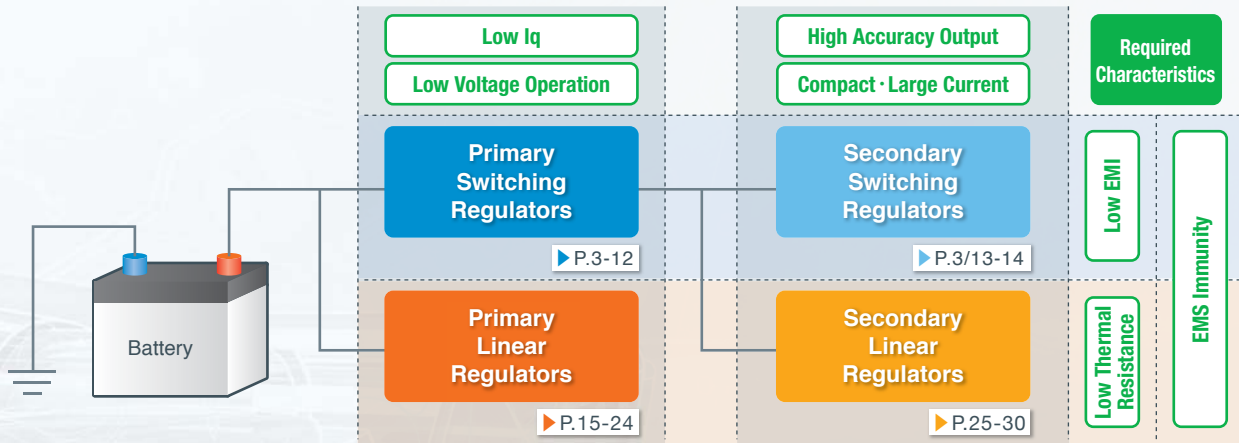 Low Iq
High Accuracy Output
Required
Characteristics
Low Voltage Operation
Compact・Large Current
Primary
Switching
Regulators
P.3-12
Secondary
Switching
Regulators
P.3/13-14
Low EMI
EMS Immunity
Battery
Primary
Linear
Regulators
P.15-24
Secondary
Linear
Regulators
P.25-30
Low Thermal
Resistance